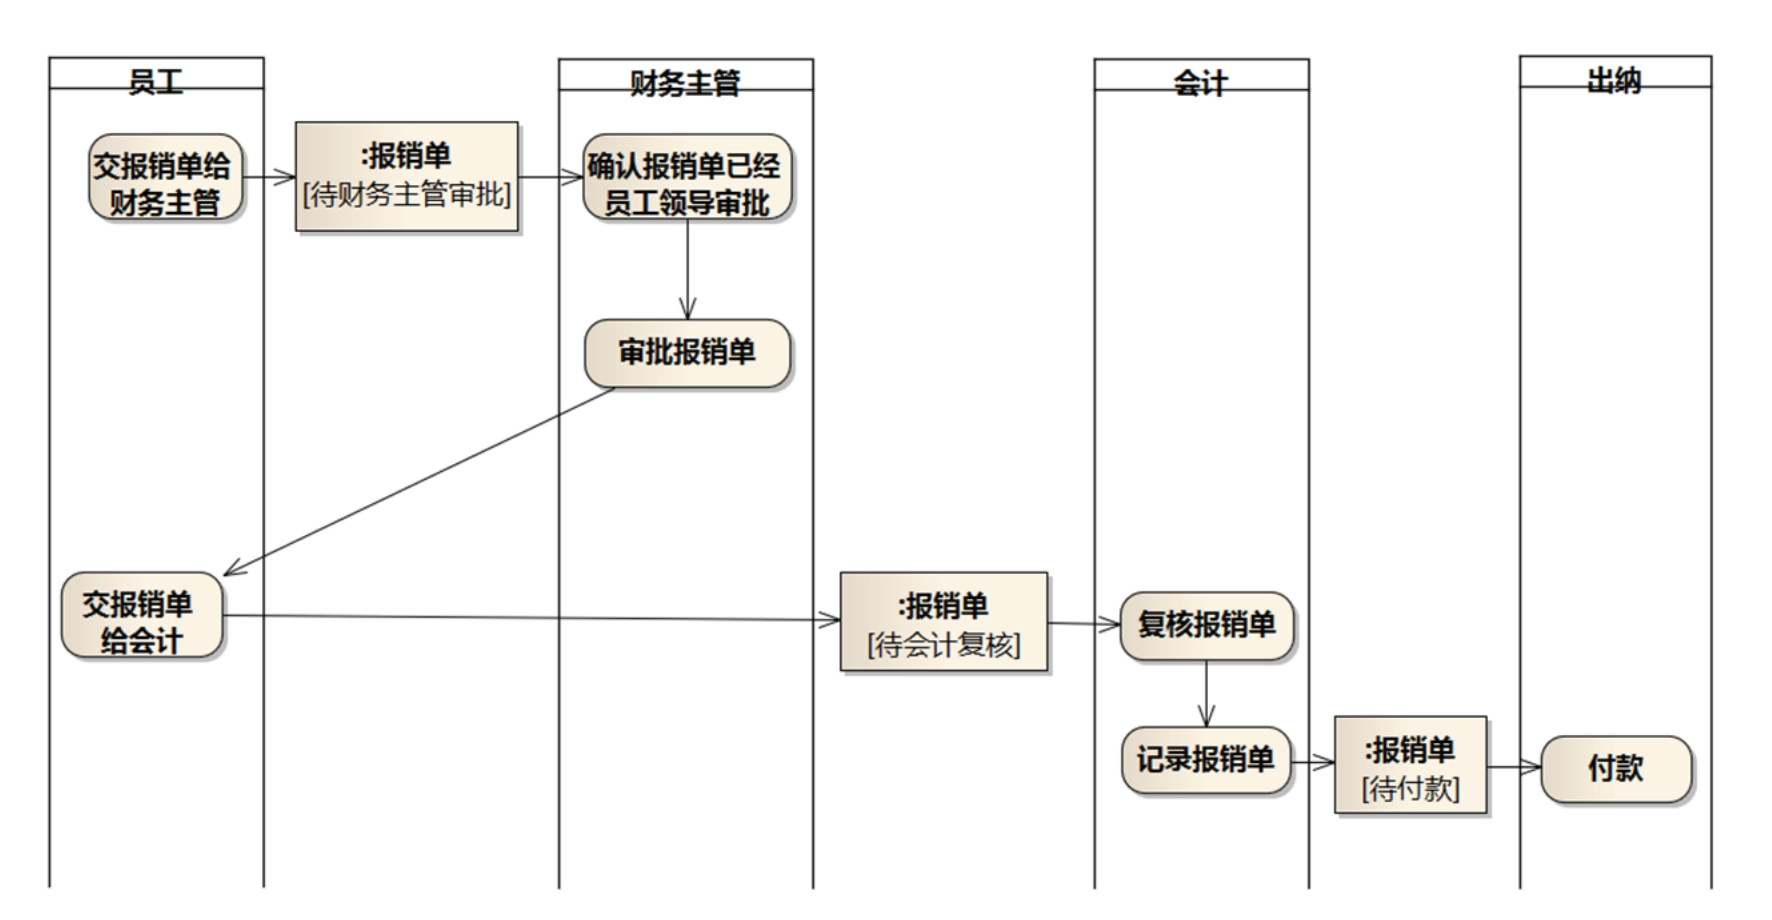 员工
财务主管
会计
出纳
交报销单给
财务主管
:报销单
[待财务主管审批]
确认报销单已经
员工领导审批
审批报销单
交报销单
给会计
:报销单
[待会计复核]
复核报销单
记录报销单
:报销单
[待付款]
付款